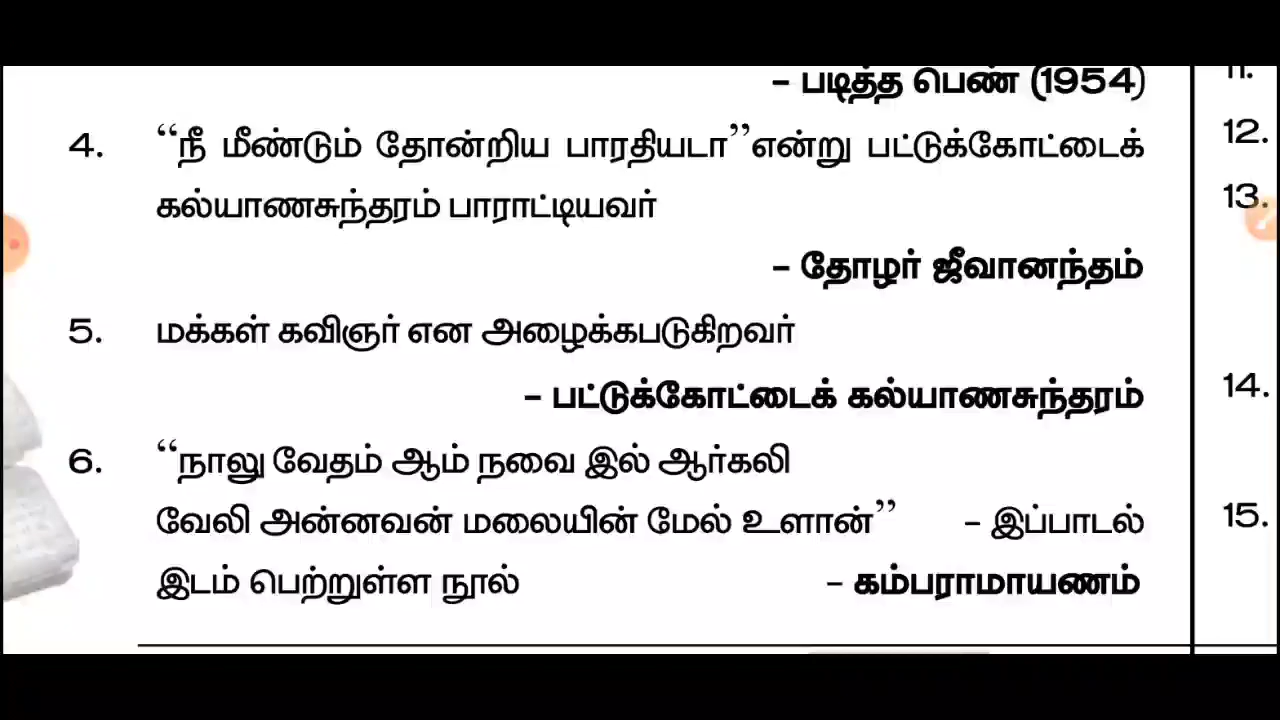 – படித்த பெண் (1954)
4. “நீ மீண்டும் தோன்றிய பாரதியடா”என்று பட்டுக்கோட்டைக்
கல்யாணசுந்தரம் பாராட்டியவர்
– தோழர் ஜீவானந்தம்
5. மக்கள் கவிஞர் என அழைக்கபடுகிறவர்
– பட்டுக்கோட்டைக் கல்யாணசுந்தரம்
6. “நாலு வேதம் ஆம் நவை இல் ஆர்கலி
வேலி அன்னவன் மலையின் மேல் உளான்” – இப்பாடல்
இடம் பெற்றுள்ள நூல் – கம்பராமாயணம்
12.
13.
14.
15.